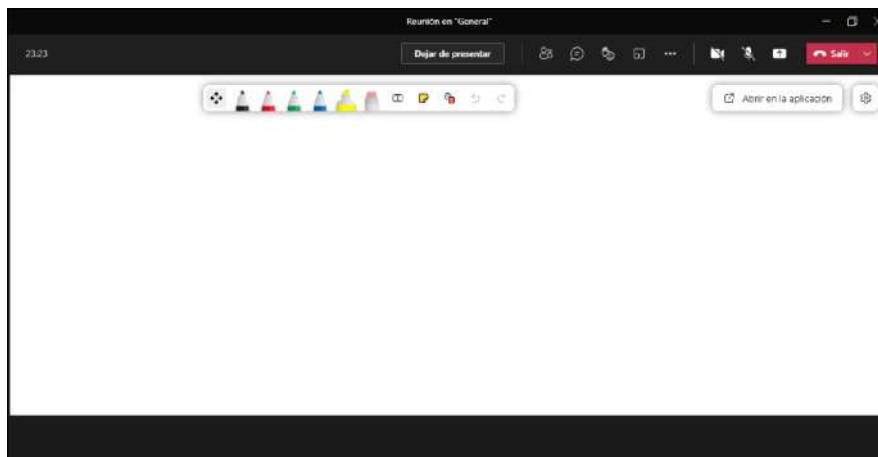 Reunión en "General"
23:23
Dejar de presentar
Salir
Abrir en la aplicación